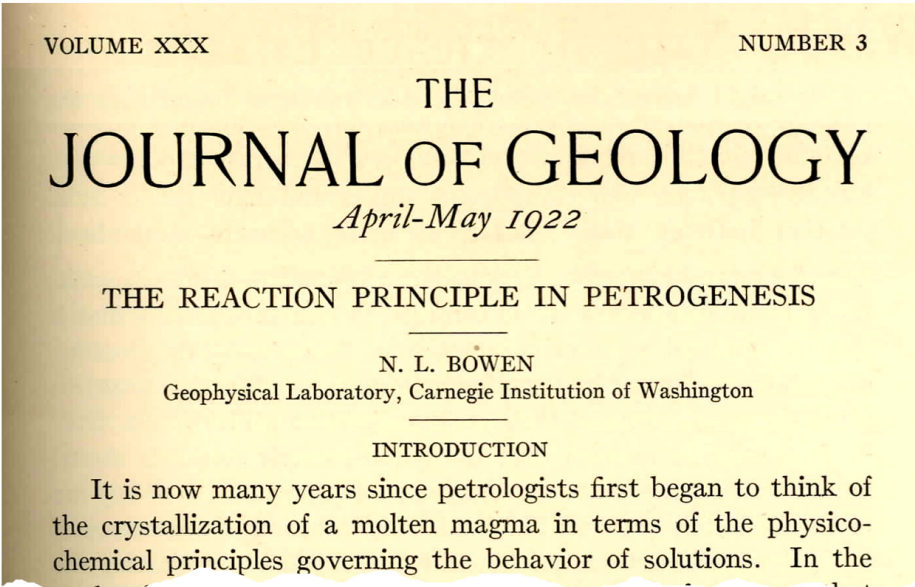 VOLUME XXX NUMBER 3
THE
JOURNAL OF GEOLOGY
April-May 1922
THE REACTION PRINCIPLE IN PETROGENESIS
N. L. BOWEN
Geophysical Laboratory, Carnegie Institution of Washington
INTRODUCTION
It is now many years since petrologists first began to think of
the crystallization of a molten magma in terms of the physico-
chemical principles governing the behavior of solutions. In the